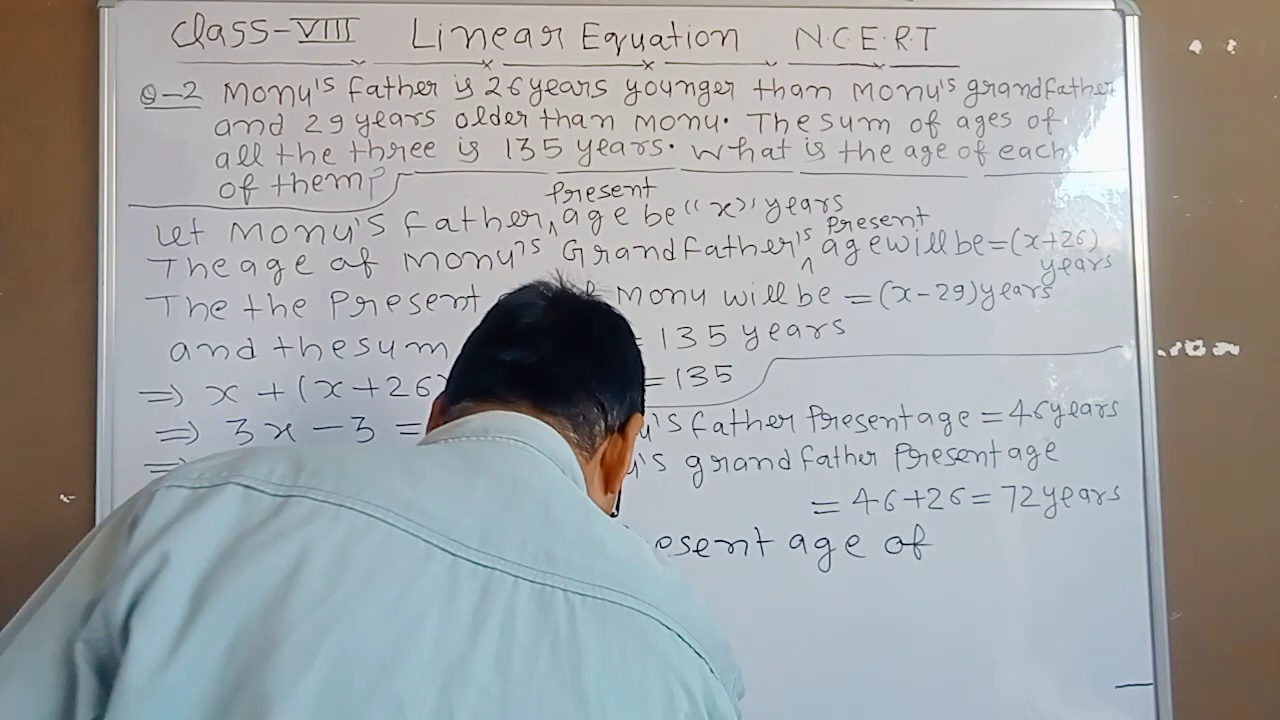 Class-VIII Linear Equation N.C.E.R.T
Q-2 Monu's father is 26 years younger than Monu's grandfather
and 29 years older than Monu. The sum of ages of
all the three is 135 years. What is the age of each
of them?
Present
Let Monu's father, age be "x" years
Present
The age of Monu's Grandfather's age will be = (x+26)
years
The the Present Monu will be = (x-29) years
and the sum = 135 years
⇒ x + (x+26) =135
⇒ 3x - 3 =
's father Present age = 46 years
⇒
's grandfather Present age
= 46+26 = 72 years
esent age of